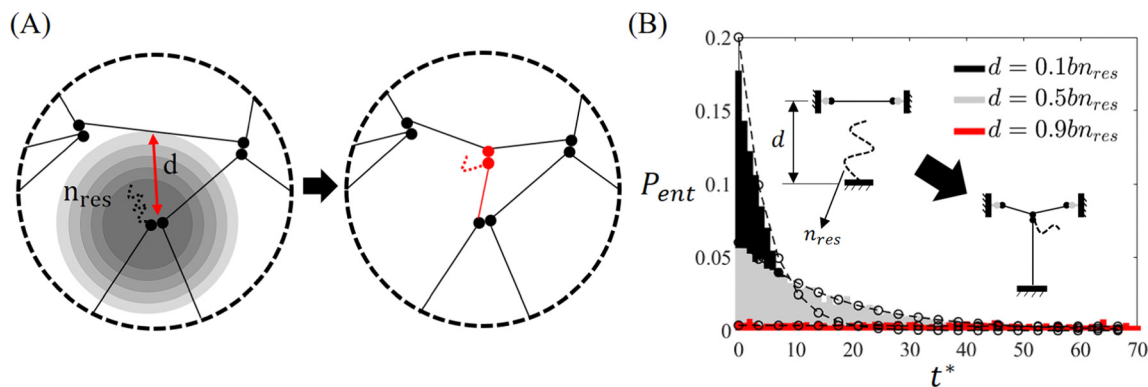 (A)
d
n_res
(B)
P_ent
0.2
0.15
0.1
0.05
0
d = 0.1bn_res
d = 0.5bn_res
d = 0.9bn_res
d
n_res
0 10 20 30 40 50 60 70
t*